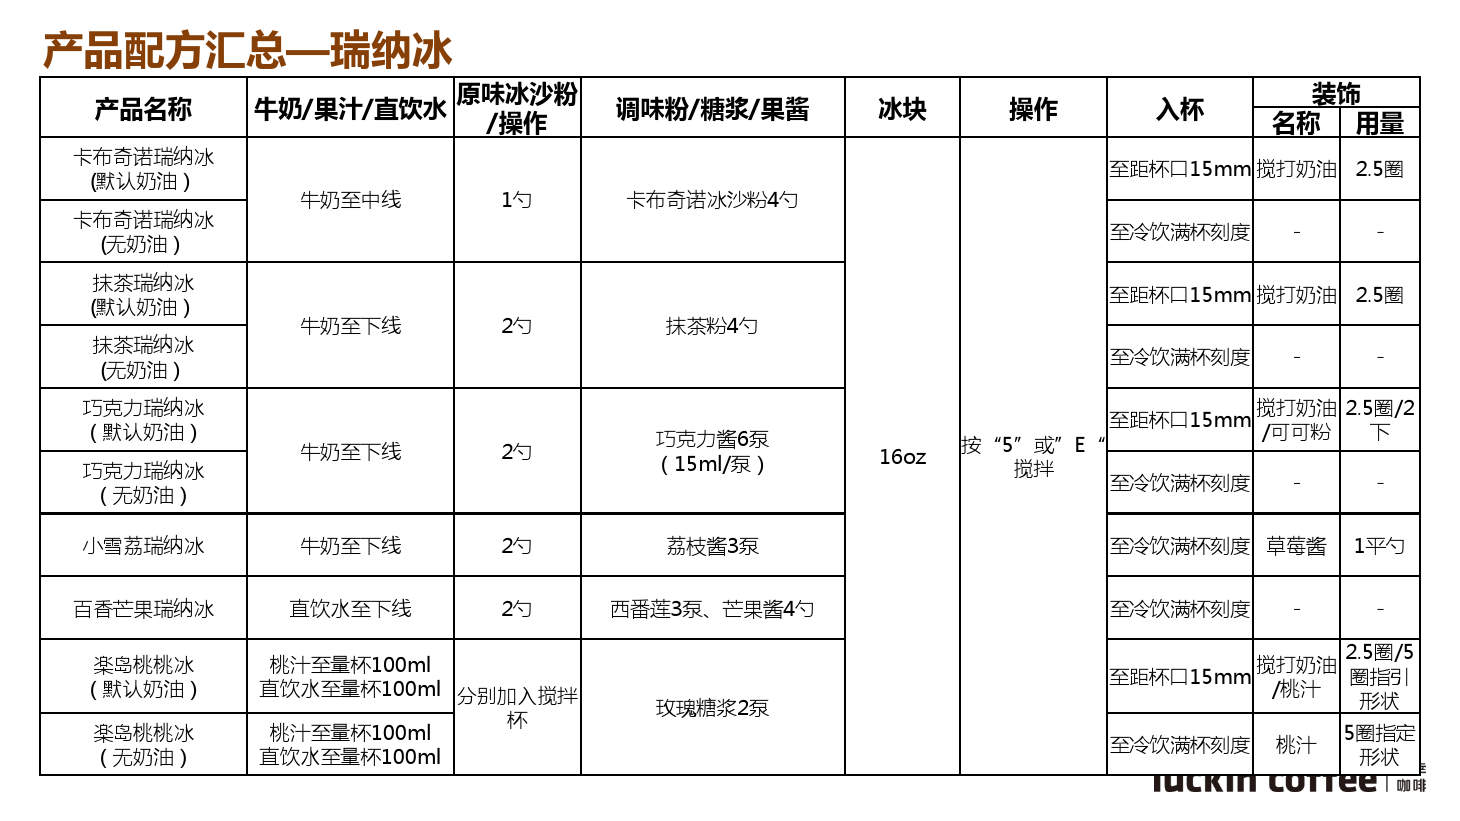 产品配方汇总—瑞纳冰
产品名称
牛奶/果汁/直饮水
原味冰沙粉
/操作
调味粉/糖浆/果酱
冰块
操作
入杯
装饰
名称
用量
卡布奇诺瑞纳冰
(默认奶油)
牛奶至中线
1勺
卡布奇诺冰沙粉4勺
16oz
按“5”或”E“
搅拌
至距杯口15mm
搅打奶油
2.5圈
卡布奇诺瑞纳冰
(无奶油)
至冷饮满杯刻度
-
-
抹茶瑞纳冰
(默认奶油)
牛奶至下线
2勺
抹茶粉4勺
至距杯口15mm
搅打奶油
2.5圈
抹茶瑞纳冰
(无奶油)
至冷饮满杯刻度
-
-
巧克力瑞纳冰
(默认奶油)
牛奶至下线
2勺
巧克力酱6泵
(15ml/泵)
至距杯口15mm
搅打奶油
/可可粉
2.5圈/2
下
巧克力瑞纳冰
(无奶油)
至冷饮满杯刻度
-
-
小雪荔瑞纳冰
牛奶至下线
2勺
荔枝酱3泵
至冷饮满杯刻度
草莓酱
1平勺
百香芒果瑞纳冰
直饮水至下线
2勺
西番莲3泵、芒果酱4勺
至冷饮满杯刻度
-
-
楽岛桃桃冰
(默认奶油)
桃汁至量杯100ml
直饮水至量杯100ml
分别加入搅拌
杯
玫瑰糖浆2泵
至距杯口15mm
搅打奶油
/桃汁
2.5圈/5
圈指引
形状
楽岛桃桃冰
(无奶油)
桃汁至量杯100ml
直饮水至量杯100ml
至冷饮满杯刻度
桃汁
5圈指定
形状
luckin coffee
咖啡